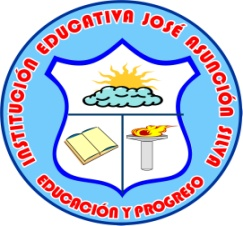 INSTITUCIÓN EDUCATIVA JOSÉ ASUNCIÓN SILVA
EDUCACIÓN Y PROGRESO